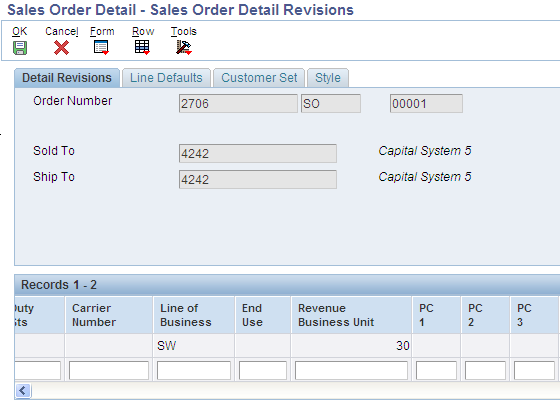 Sales Order Detail - Sales Order Detail Revisions
OK Cancel Form Row Tools
Detail Revisions Line Defaults Customer Set Style
Order Number 2706 SO 00001
Sold To 4242 Capital System 5
Ship To 4242 Capital System 5
Records 1 - 2
Carrier Line of End Revenue PC PC PC
Number Business Use Business Unit 1 2 3
SW 30